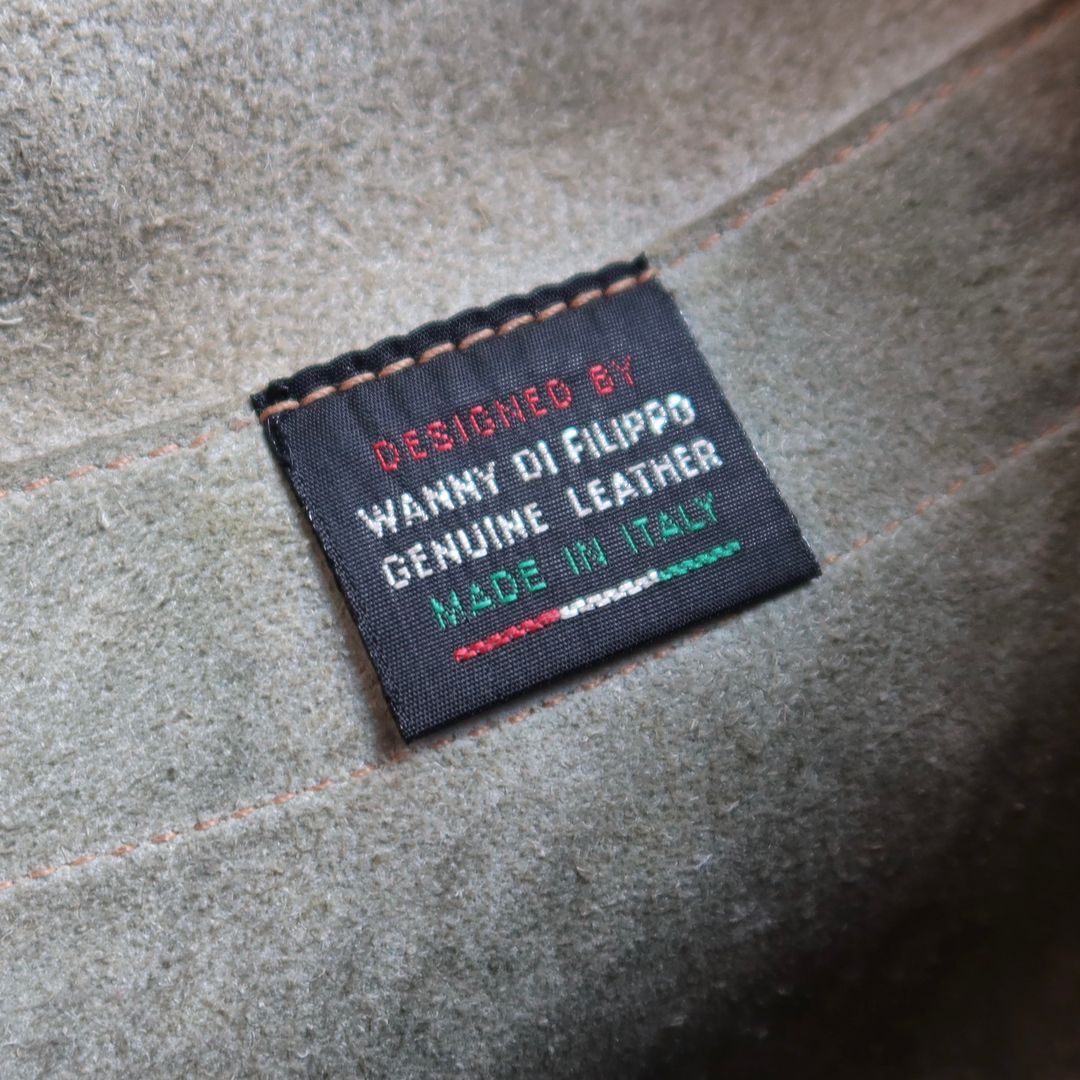 DESIGNED BY
WANNY DI FILIPPO
GENUINE LEATHER
MADE IN ITALY